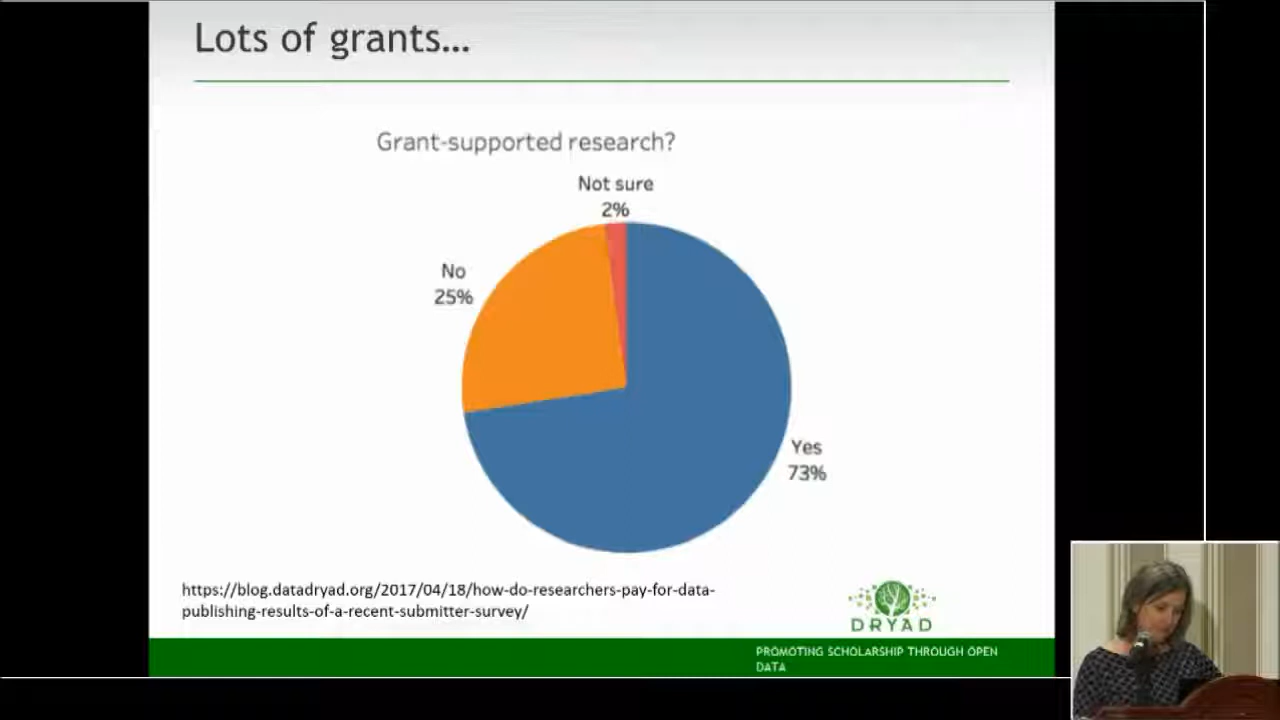 Lots of grants...
Grant-supported research?
Not sure
2%
No
25%
Yes
73%
https://blog.datadryad.org/2017/04/18/how-do-researchers-pay-for-data-
publishing-results-of-a-recent-submitter-survey/
DRYAD
PROMOTING SCHOLARSHIP THROUGH OPEN
DATA